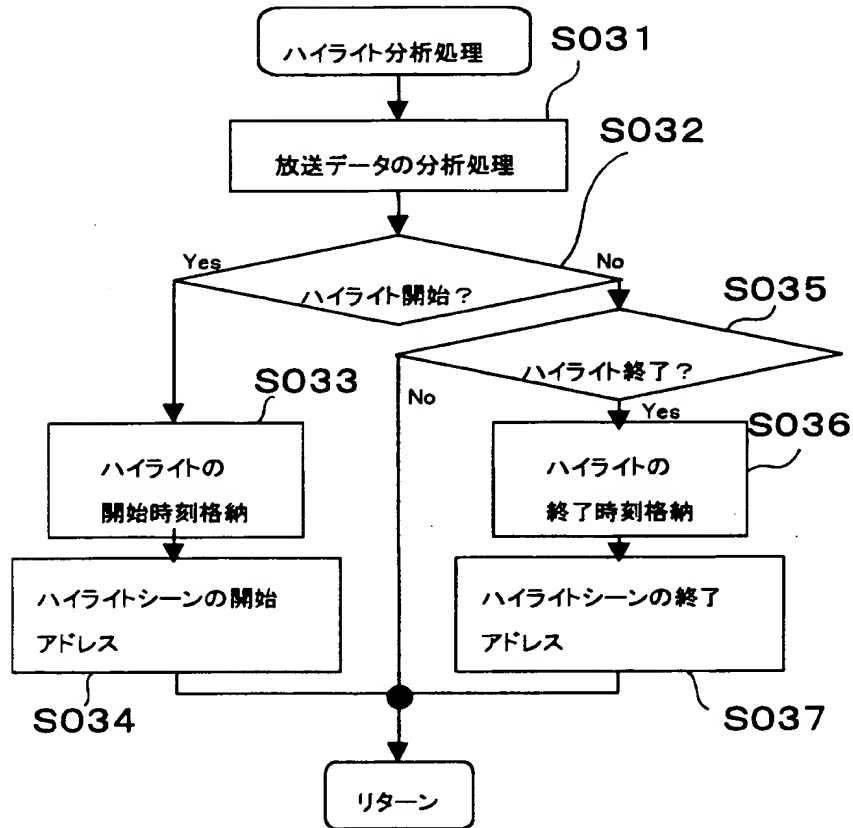 ハイライト分析処理
S031
放送データの分析処理
S032
Yes
No
ハイライト開始?
S035
ハイライト終了?
S033
No
Yes
S036
ハイライトの
開始時刻格納
ハイライトの
終了時刻格納
ハイライトシーンの開始
アドレス
ハイライトシーンの終了
アドレス
S034
S037
リターン